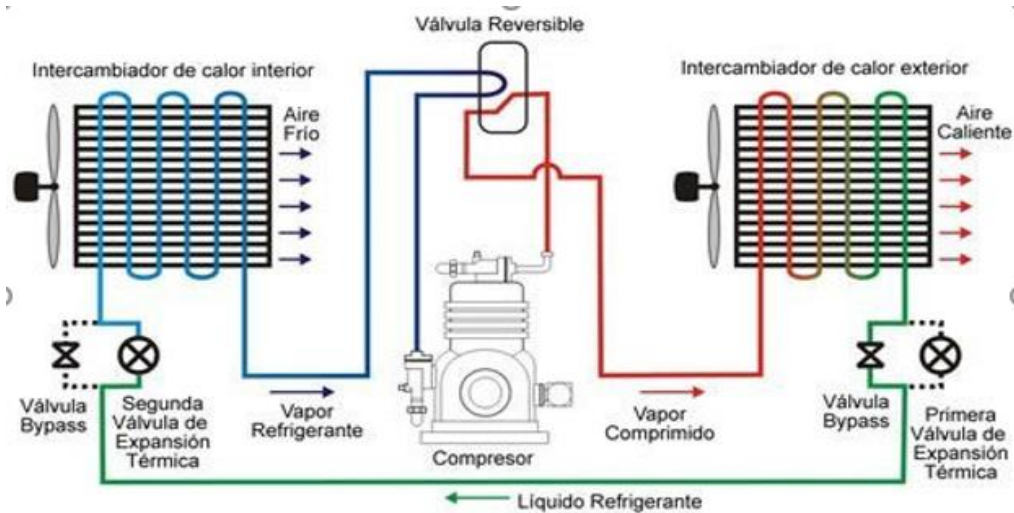 Válvula Reversible
Intercambiador de calor interior
Intercambiador de calor exterior
Aire
Frío
Aire
Caliente
Válvula
Bypass
Segunda
Válvula de
Expansión
Térmica
Vapor
Refrigerante
Compresor
Vapor
Comprimido
Válvula
Bypass
Primera
Válvula de
Expansión
Térmica
Líquido Refrigerante